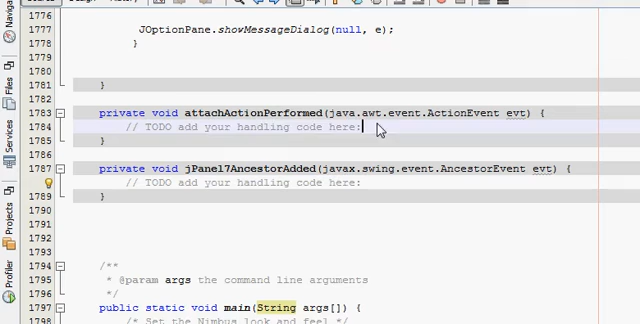 1776
1777 JOptionPane.showMessageDialog(null, e);
1778 }
1779
1780
1781 }
1782
1783 private void attachActionPerformed(java.awt.event.ActionEvent evt) {
1784 // TODO add your handling code here:
1785 }
1786
1787 private void jPanel7AncestorAdded(javax.swing.event.AncestorEvent evt) {
// TODO add your handling code here:
1789 }
1790
1791
1792
1793
1794 /**
1795 * @param args the command line arguments
1796 */
1797 public static void main(String args[]) {
/* Set the Nimbus look and feel */
Files
Services
Projects
Profiler